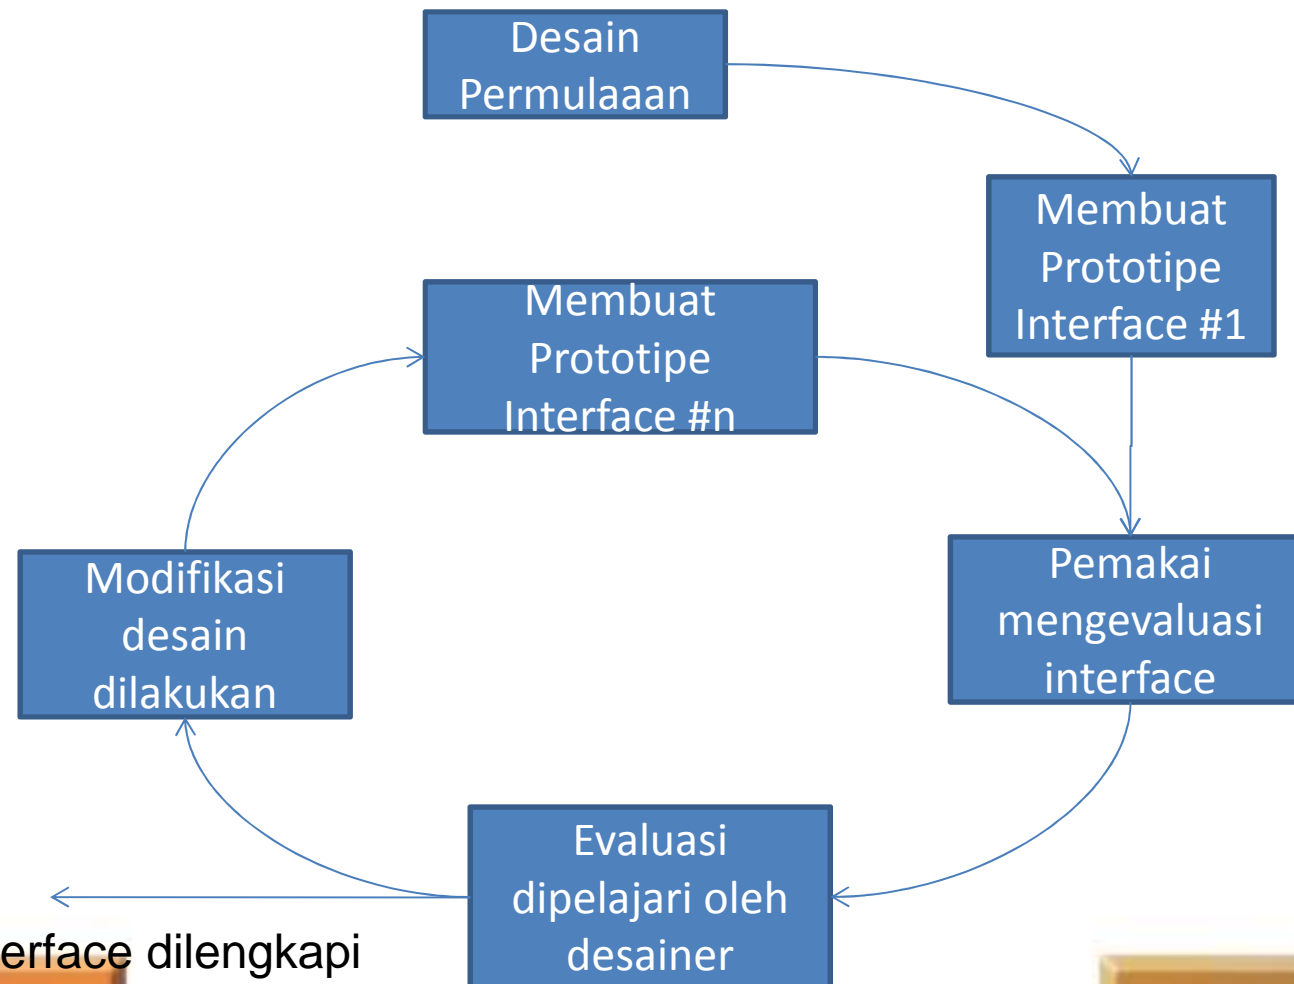 Desain
Permulaaan
Membuat
Prototipe
Interface #1
Membuat
Prototipe
Interface #n
Pemakai
mengevaluasi
interface
Modifikasi
desain
dilakukan
Evaluasi
dipelajari oleh
desainer
erface dilengkapi